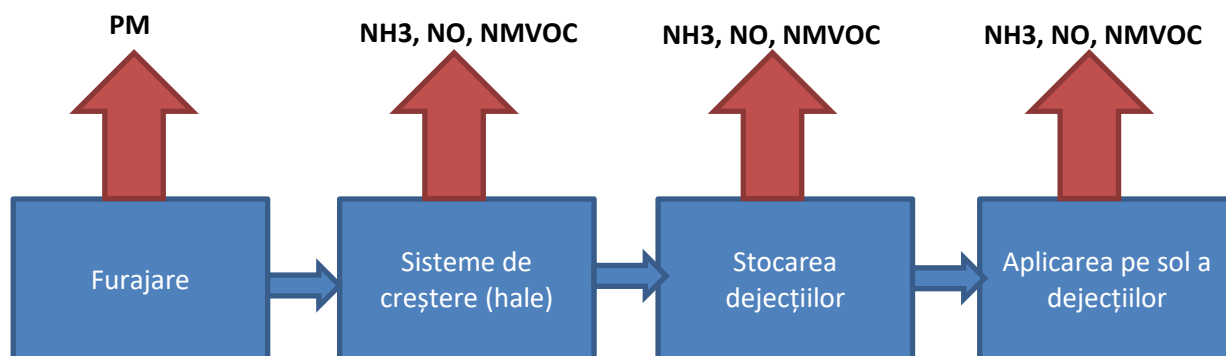 PM
NH3, NO, NMVOC
NH3, NO, NMVOC
NH3, NO, NMVOC
Furajare
Sisteme de
creștere (hale)
Stocarea
dejecțiilor
Aplicarea pe sol a
dejecțiilor